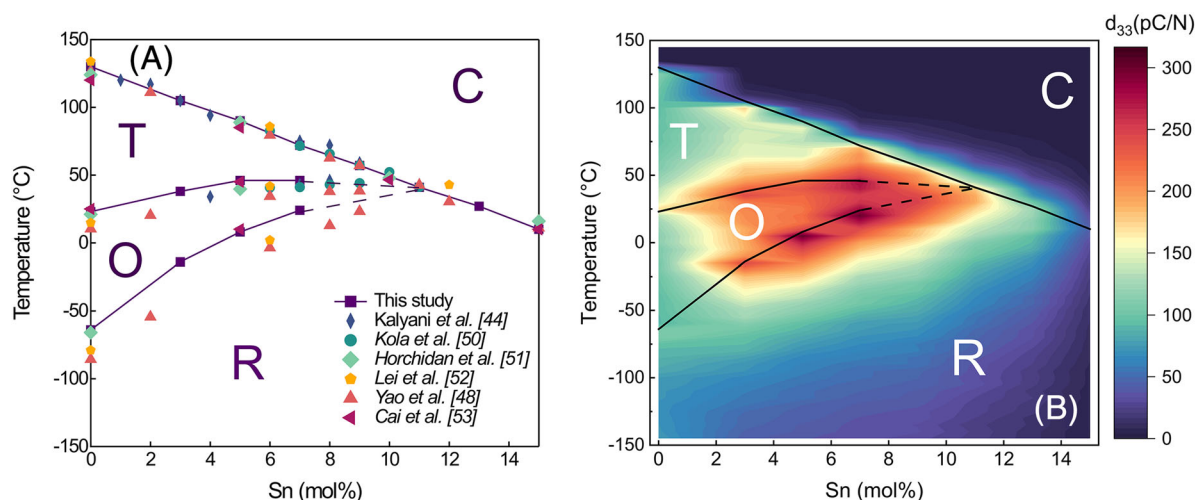 (A)
150
100
50
0
-50
-100
-150
Temperature (°C)
0 2 4 6 8 10 12 14
Sn (mol%)
C
T
O
R
This study
Kalyani et al. [44]
Kola et al. [50]
Horchidan et al. [51]
Lei et al. [52]
Yao et al. [48]
Cai et al. [53]
150
100
50
0
-50
-100
-150
Temperature (°C)
0 2 4 6 8 10 12 14
Sn (mol%)
C
T
O
R
(B)
d33(pC/N)
300
250
200
150
100
50
0